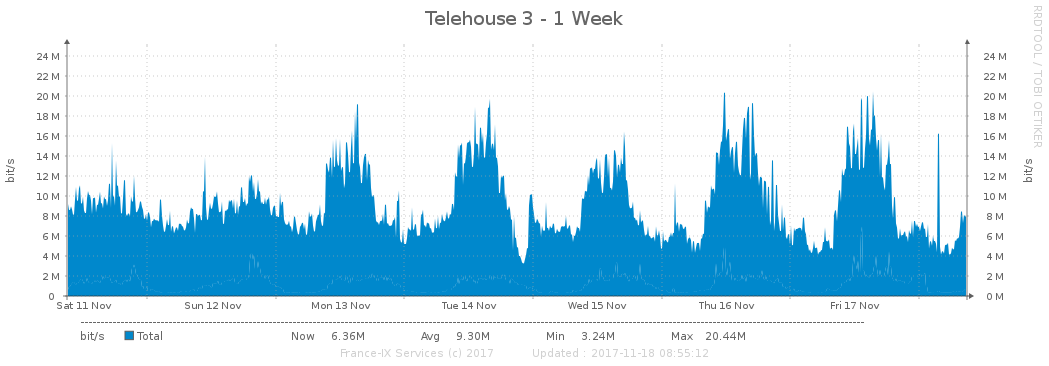 Telehouse 3 - 1 Week
RRDTOOL / TOBI OETIKER
bit/s
24 M 24 M
22 M 22 M
20 M 20 M
18 M 18 M
16 M 16 M
14 M 14 M
12 M 12 M
10 M 10 M
8 M 8 M
6 M 6 M
4 M 4 M
2 M 2 M
0 0 M
bit/s
Sat 11 Nov Sun 12 Nov Mon 13 Nov Tue 14 Nov Wed 15 Nov Thu 16 Nov Fri 17 Nov
bit/s Total Now 6.36M Avg 9.30M Min 3.24M Max 20.44M
France-IX Services (c) 2017 Updated : 2017-11-18 08:55:12